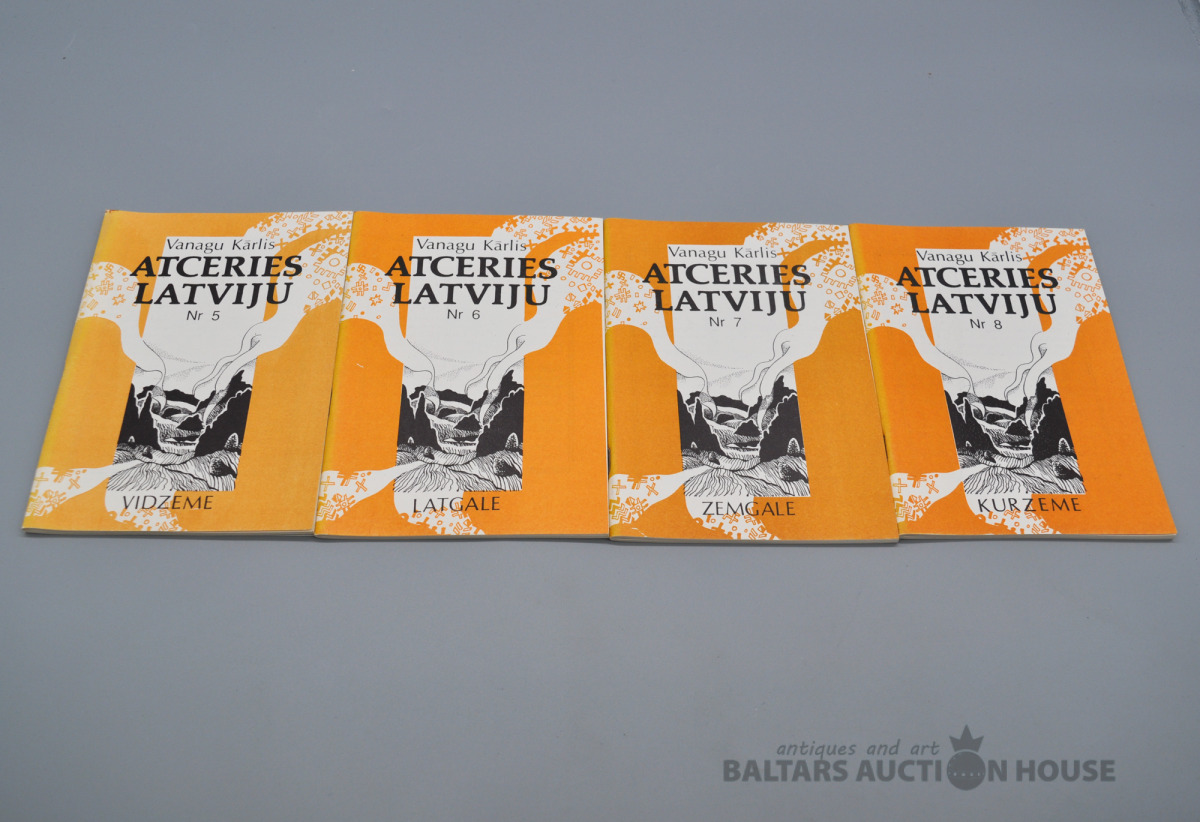 Vanagu Kārlis
ATCERIES
LATVIJU
Nr 5
VIDZEME
Vanagu Kārlis
ATCERIES
LATVIJU
Nr 6
LATGALE
Vanagu Kārlis
ATCERIES
LATVIJU
Nr 7
ZEMGALE
Vanagu Kārlis
ATCERIES
LATVIJU
Nr 8
KURZEME
antiques and art
BALTARS AUCTION HOUSE